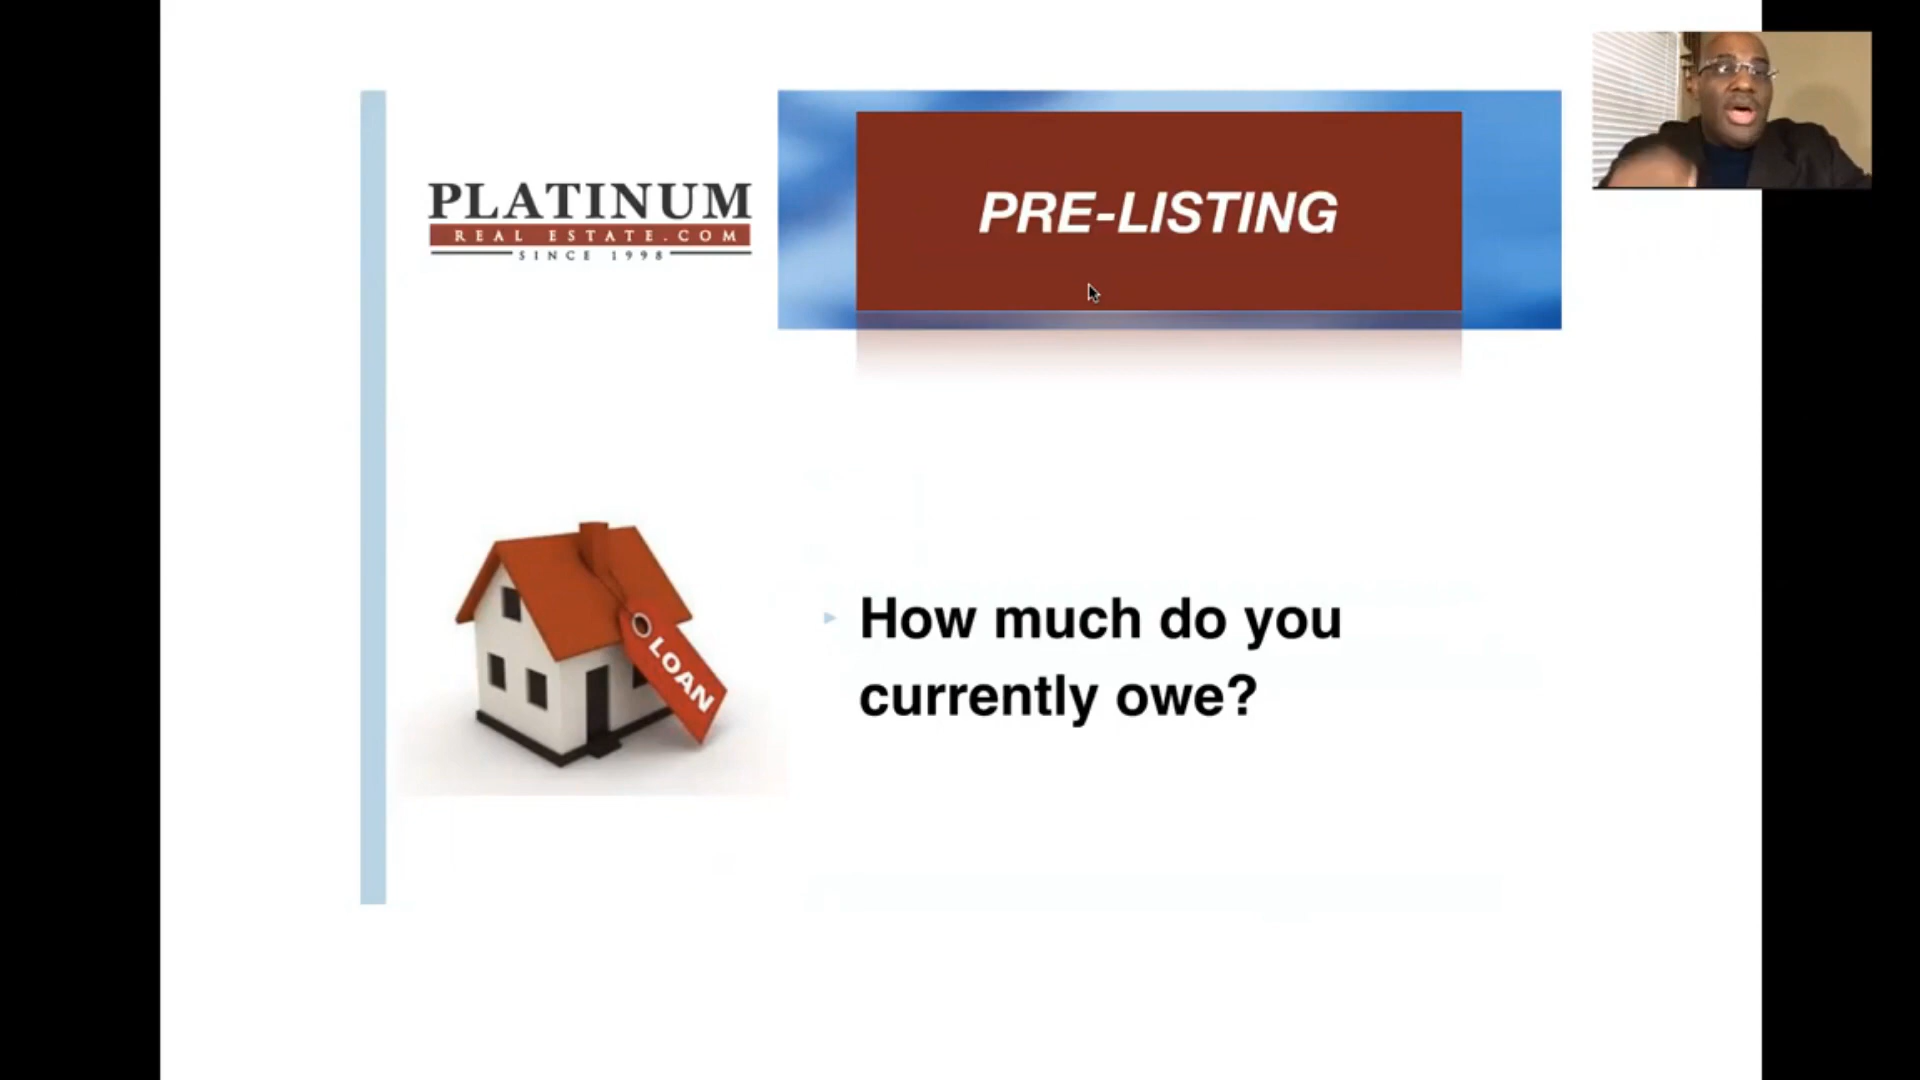 PLATINUM
REAL ESTATE.COM
SINCE 1998
PRE-LISTING
LOAN
How much do you
currently owe?